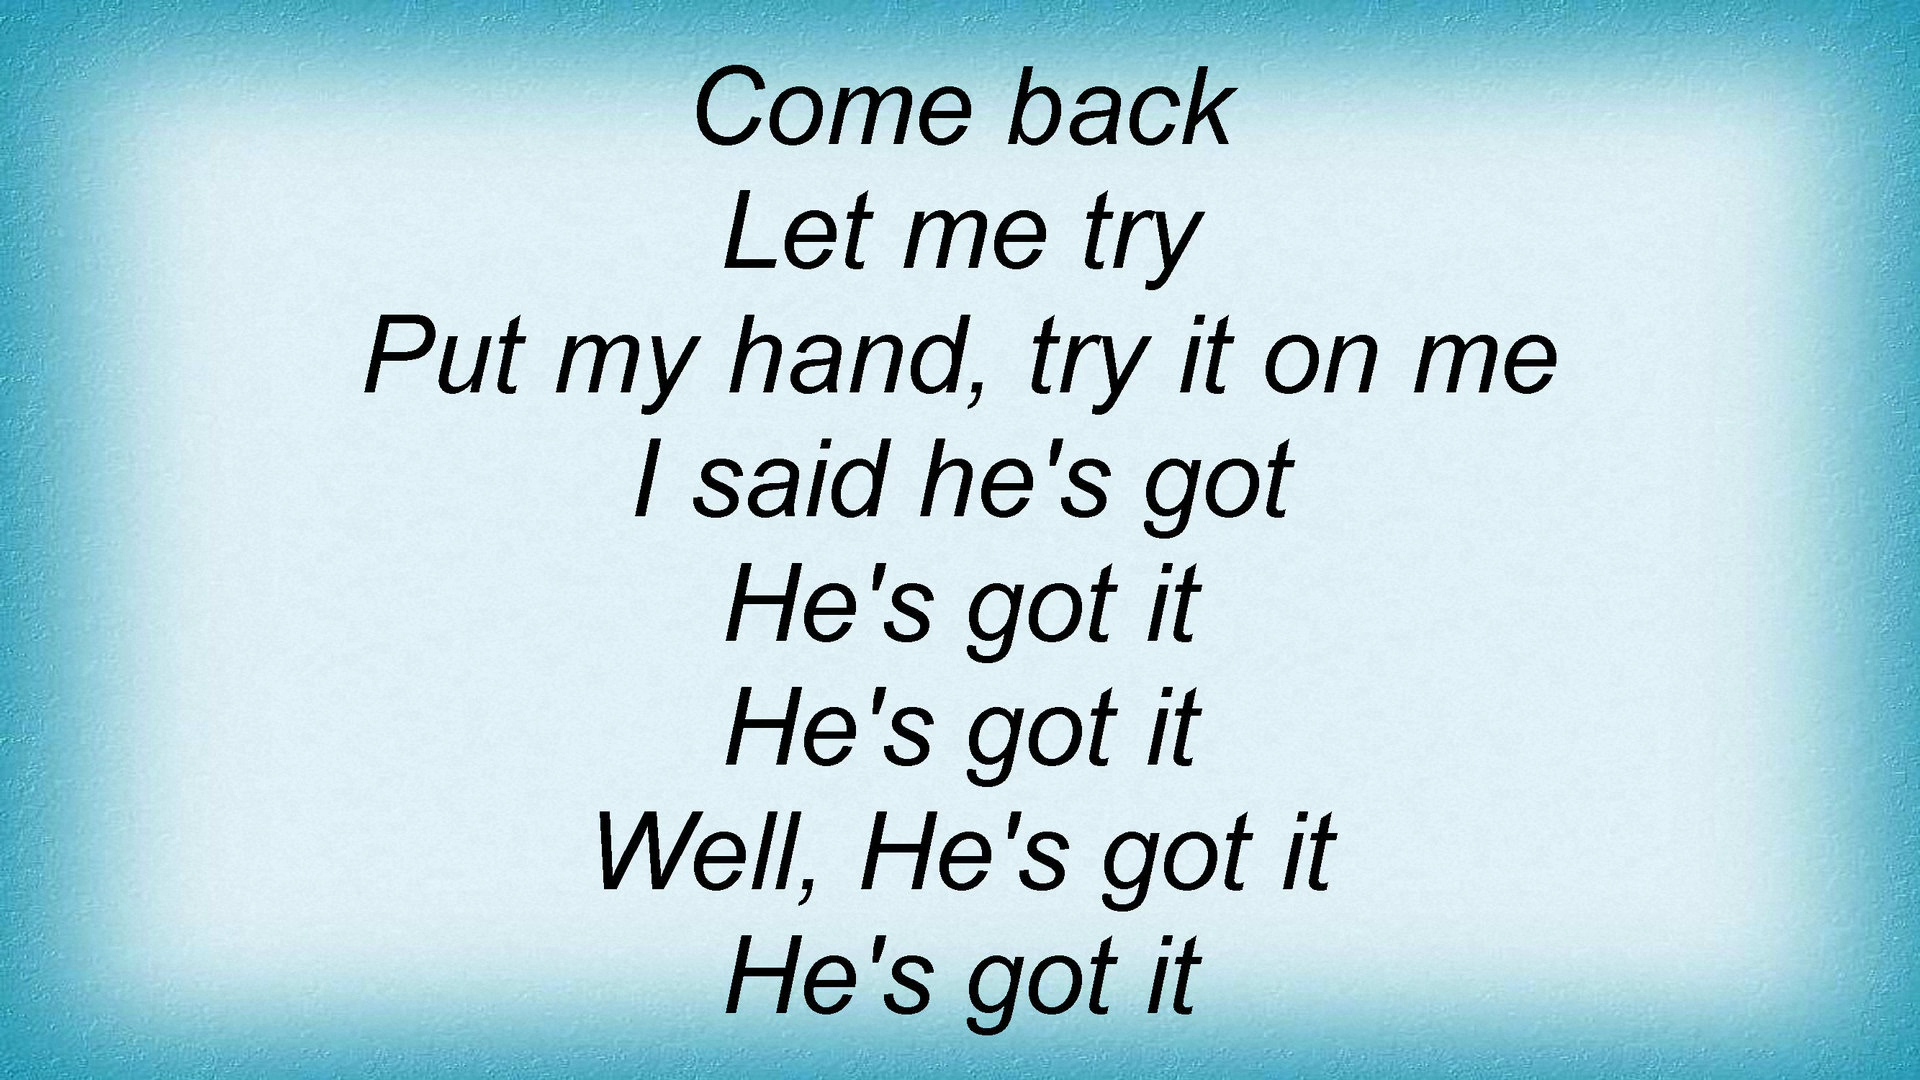 Come back
Let me try
Put my hand, try it on me
I said he's got
He's got it
He's got it
Well, He's got it
He's got it